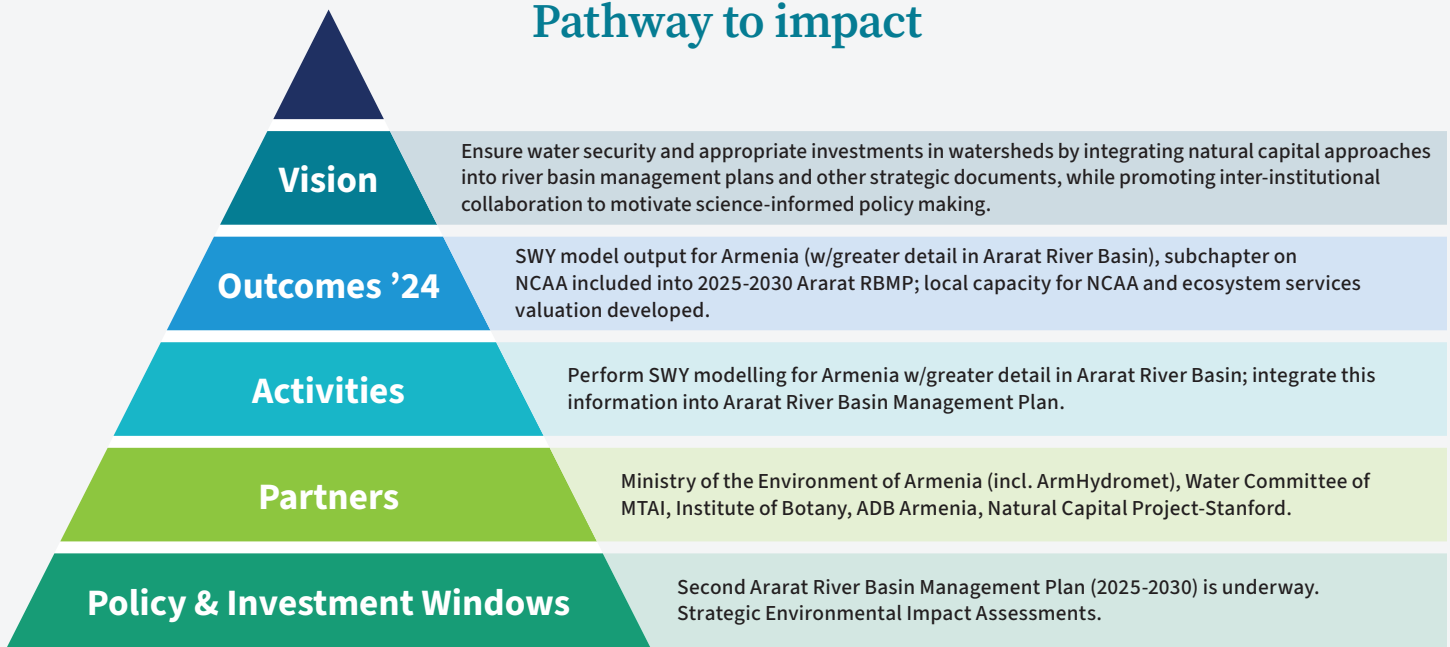 Pathway to impact
Vision
Ensure water security and appropriate investments in watersheds by integrating natural capital approaches
into river basin management plans and other strategic documents, while promoting inter-institutional
collaboration to motivate science-informed policy making.
Outcomes ’24
SWY model output for Armenia (w/greater detail in Ararat River Basin), subchapter on
NCAA included into 2025-2030 Ararat RBMP; local capacity for NCAA and ecosystem services
valuation developed.
Activities
Perform SWY modelling for Armenia w/greater detail in Ararat River Basin; integrate this
information into Ararat River Basin Management Plan.
Partners
Ministry of the Environment of Armenia (incl. ArmHydromet), Water Committee of
MTAI, Institute of Botany, ADB Armenia, Natural Capital Project-Stanford.
Policy & Investment Windows
Second Ararat River Basin Management Plan (2025-2030) is underway.
Strategic Environmental Impact Assessments.